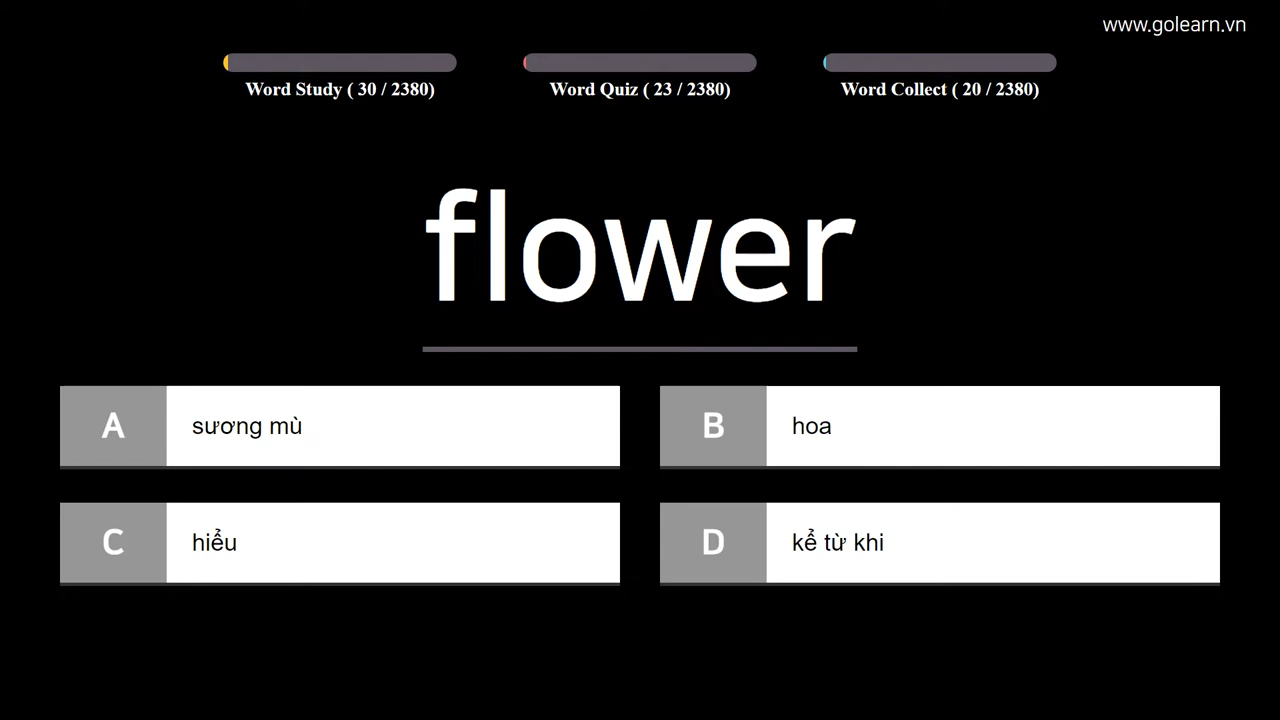 www.golearn.vn
Word Study ( 30 / 2380)
Word Quiz ( 23 / 2380)
Word Collect ( 20 / 2380)
flower
A sương mù
B hoa
C hiểu
D kể từ khi